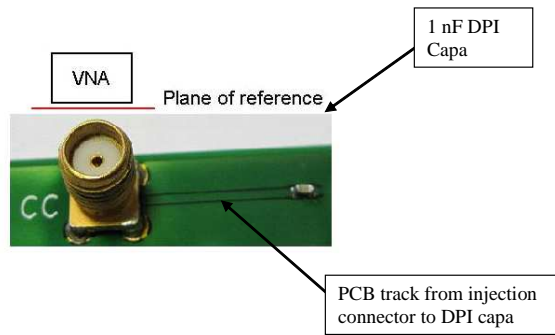 1 nF DPI
Capa
VNA
Plane of reference
CC
PCB track from injection
connector to DPI capa